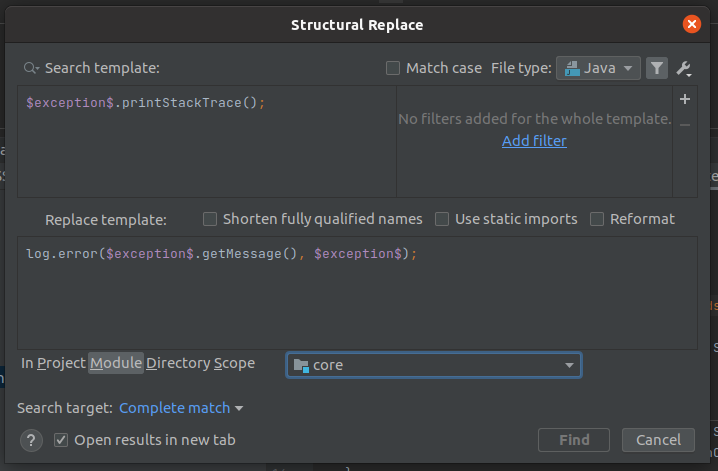 Structural Replace
Search template:
Match case
File type:
Java
$exception$.printStackTrace();
No filters added for the whole template.
Add filter
Replace template:
Shorten fully qualified names
Use static imports
Reformat
log.error($exception$.getMessage(), $exception$);
In Project Module Directory Scope
core
Search target: Complete match
?
Open results in new tab
Find
Cancel